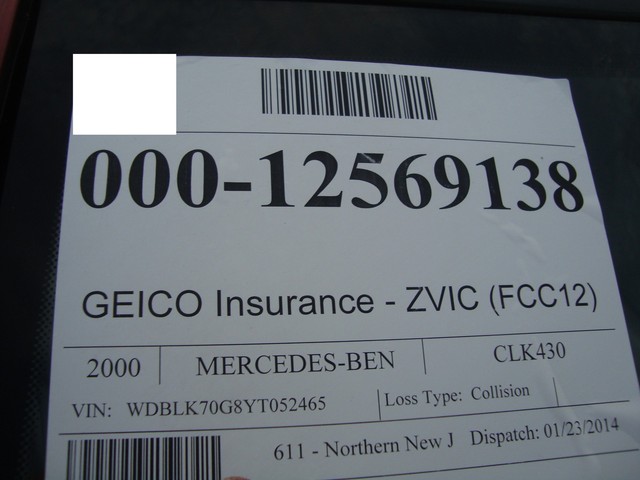 000-12569138
GEICO Insurance - ZVIC (FCC12)
2000 MERCEDES-BEN CLK430
VIN: WDBLK70G8YT052465 Loss Type: Collision
611 - Northern New J Dispatch: 01/23/2014